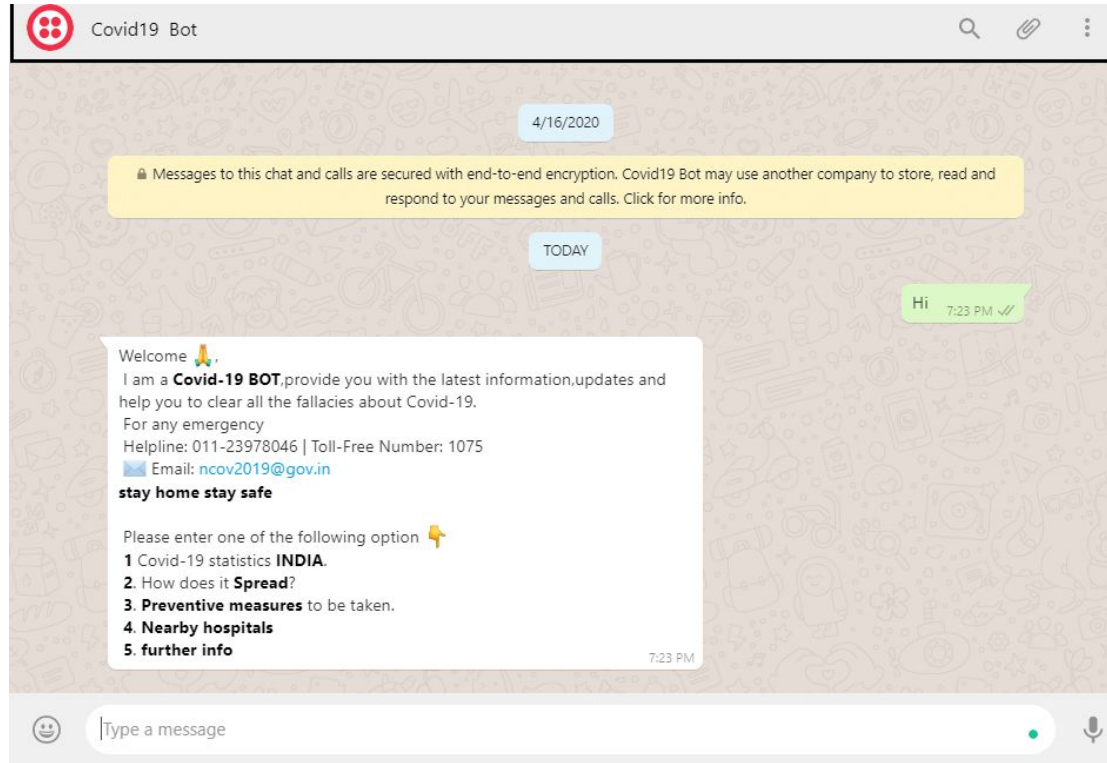 Covid19 Bot
4/16/2020
Messages to this chat and calls are secured with end-to-end encryption. Covid19 Bot may use another company to store, read and
respond to your messages and calls. Click for more info.
TODAY
Hi 7:23 PM
Welcome 🙏,
I am a Covid-19 BOT,provide you with the latest information,updates and
help you to clear all the fallacies about Covid-19.
For any emergency
Helpline: 011-23978046 | Toll-Free Number: 1075
✉️ Email: ncov2019@gov.in
stay home stay safe
Please enter one of the following option 👇
1 Covid-19 statistics INDIA.
2. How does it Spread?
3. Preventive measures to be taken.
4. Nearby hospitals
5. further info
7:23 PM
Type a message